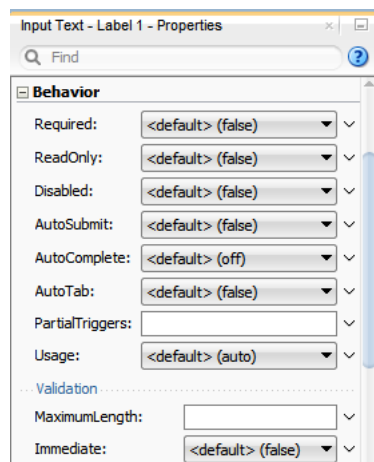 Input Text - Label 1 - Properties
Find
Behavior
Required: <default> (false)
ReadOnly: <default> (false)
Disabled: <default> (false)
AutoSubmit: <default> (false)
AutoComplete: <default> (off)
AutoTab: <default> (false)
PartialTriggers:
Usage: <default> (auto)
Validation
MaximumLength:
Immediate: <default> (false)